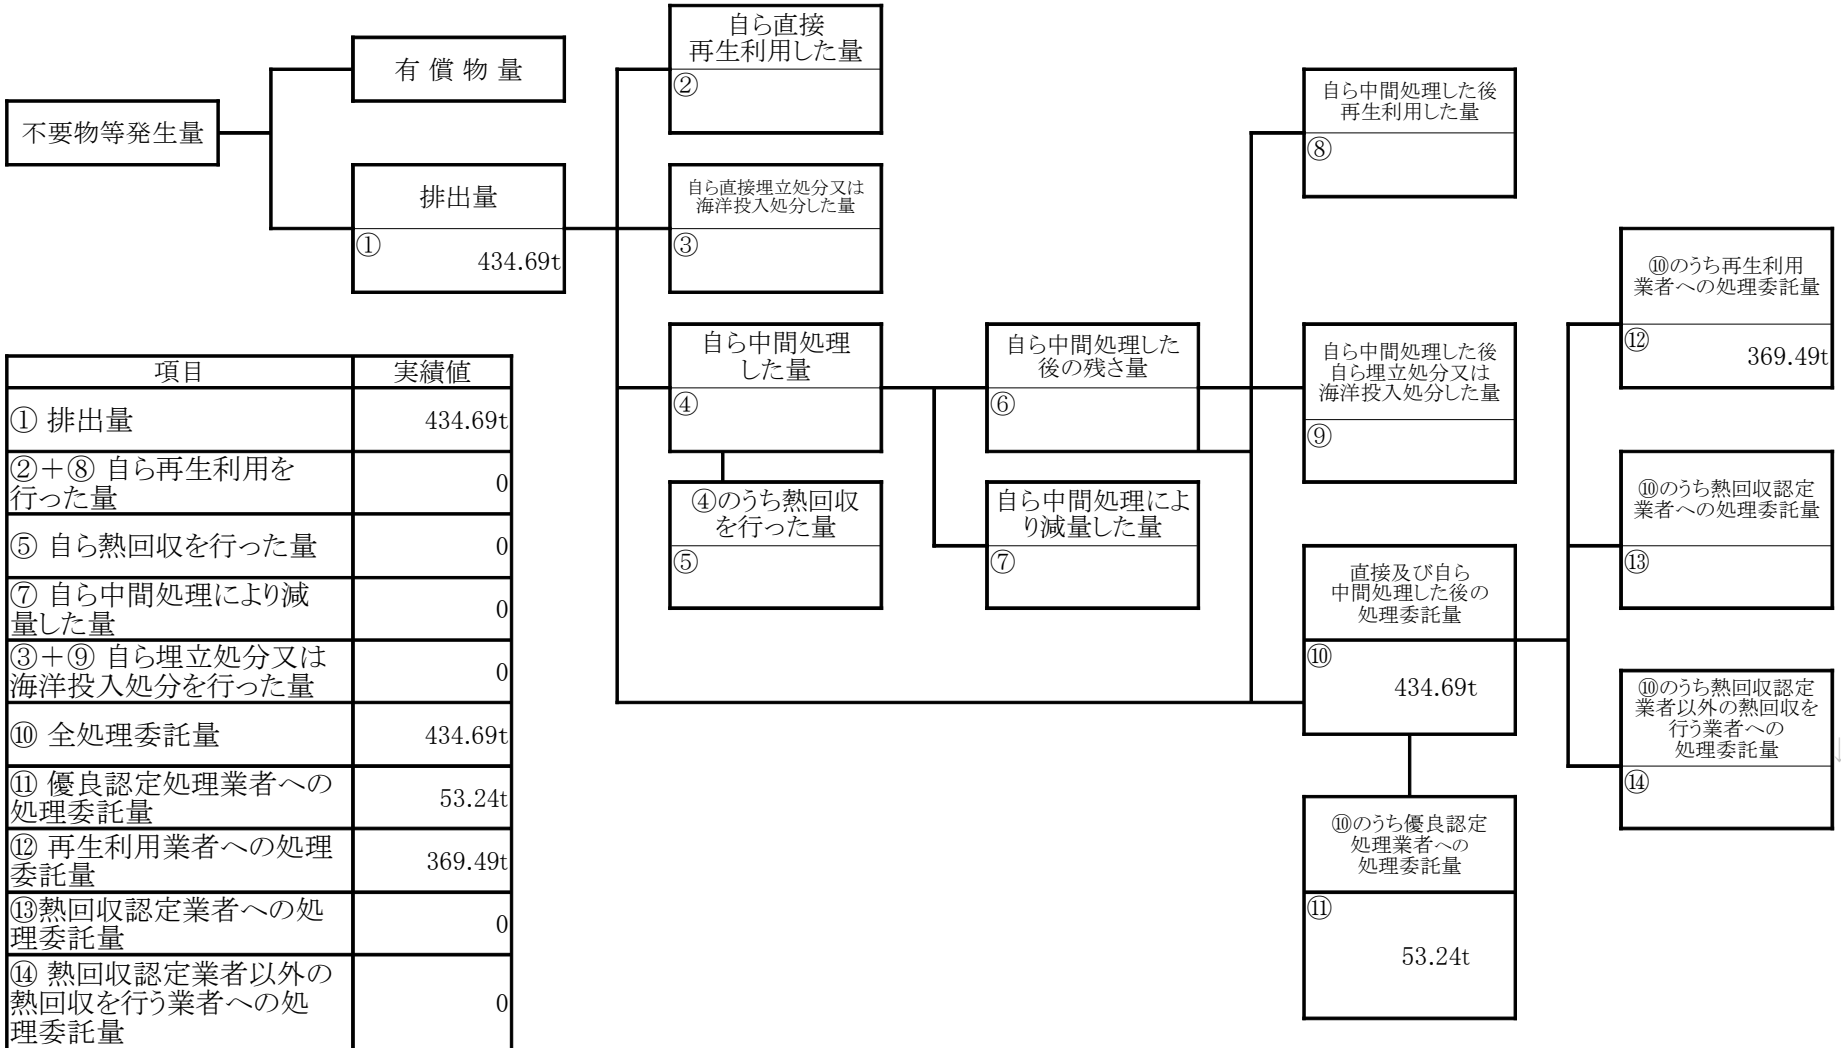 不要物等発生量
有 償 物 量
排出量
①
434.69t
自ら直接
再生利用した量
②
自ら直接埋立処分又は
海洋投入処分した量
③
自ら中間処理
した量
④
④のうち熱回収
を行った量
⑤
自ら中間処理した
後の残さ量
⑥
自ら中間処理によ
り減量した量
⑦
自ら中間処理した後
再生利用した量
⑧
自ら中間処理した後
自ら埋立処分又は
海洋投入処分した量
⑨
直接及び自ら
中間処理した後の
処理委託量
⑩
434.69t
⑩のうち優良認定
処理業者への
処理委託量
⑪
53.24t
⑩のうち再生利用
業者への処理委託量
⑫
369.49t
⑩のうち熱回収認定
業者への処理委託量
⑬
⑩のうち熱回収認定
業者以外の熱回収を
行う業者への
処理委託量
⑭
↓
項目 実績値
① 排出量 434.69t
②＋⑧ 自ら再生利用を
行った量 0
⑤ 自ら熱回収を行った量 0
⑦ 自ら中間処理により減
量した量 0
③＋⑨ 自ら埋立処分又は
海洋投入処分を行った量 0
⑩ 全処理委託量 434.69t
⑪ 優良認定処理業者への
処理委託量 53.24t
⑫ 再生利用業者への処理
委託量 369.49t
⑬熱回収認定業者への処
理委託量 0
⑭ 熱回収認定業者以外の
熱回収を行う業者への処 0
理委託量